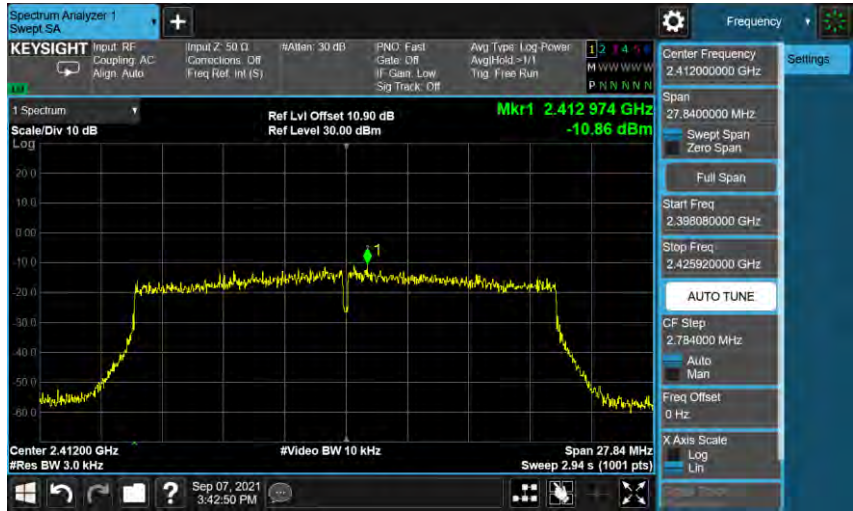 Spectrum Analyzer 1
Swept SA
Frequency
KEYSIGHT
Input: RF
Coupling: AC
Align: Auto
Input Z: 50 Ω
Corrections: Off
Freq Ref: Int (S)
#Atten: 30 dB
PNO: Fast
Gate: Off
IF Gain: Low
Sig Track: Off
Avg Type: Log-Power
Avg|Hold:>1/1
Trig: Free Run
1 2 3 4 5 6
M W W W W W
P N N N N N
Center Frequency
2.412000000 GHz
Settings
Span
27.8400000 MHz
Swept Span
Zero Span
Full Span
Start Freq
2.398080000 GHz
Stop Freq
2.425920000 GHz
AUTO TUNE
CF Step
2.784000 MHz
Auto
Man
Freq Offset
0 Hz
X Axis Scale
Log
Lin
1 Spectrum
Scale/Div 10 dB
Ref Lvl Offset 10.90 dB
Ref Level 30.00 dBm
Mkr1 2.412 974 GHz
-10.86 dBm
Log
20.0
10.0
0.00
-10.0
-20.0
-30.0
-40.0
-50.0
-60.0
1
Center 2.41200 GHz
#Res BW 3.0 kHz
#Video BW 10 kHz
Span 27.84 MHz
Sweep 2.94 s (1001 pts)
Sep 07, 2021
3:42:50 PM